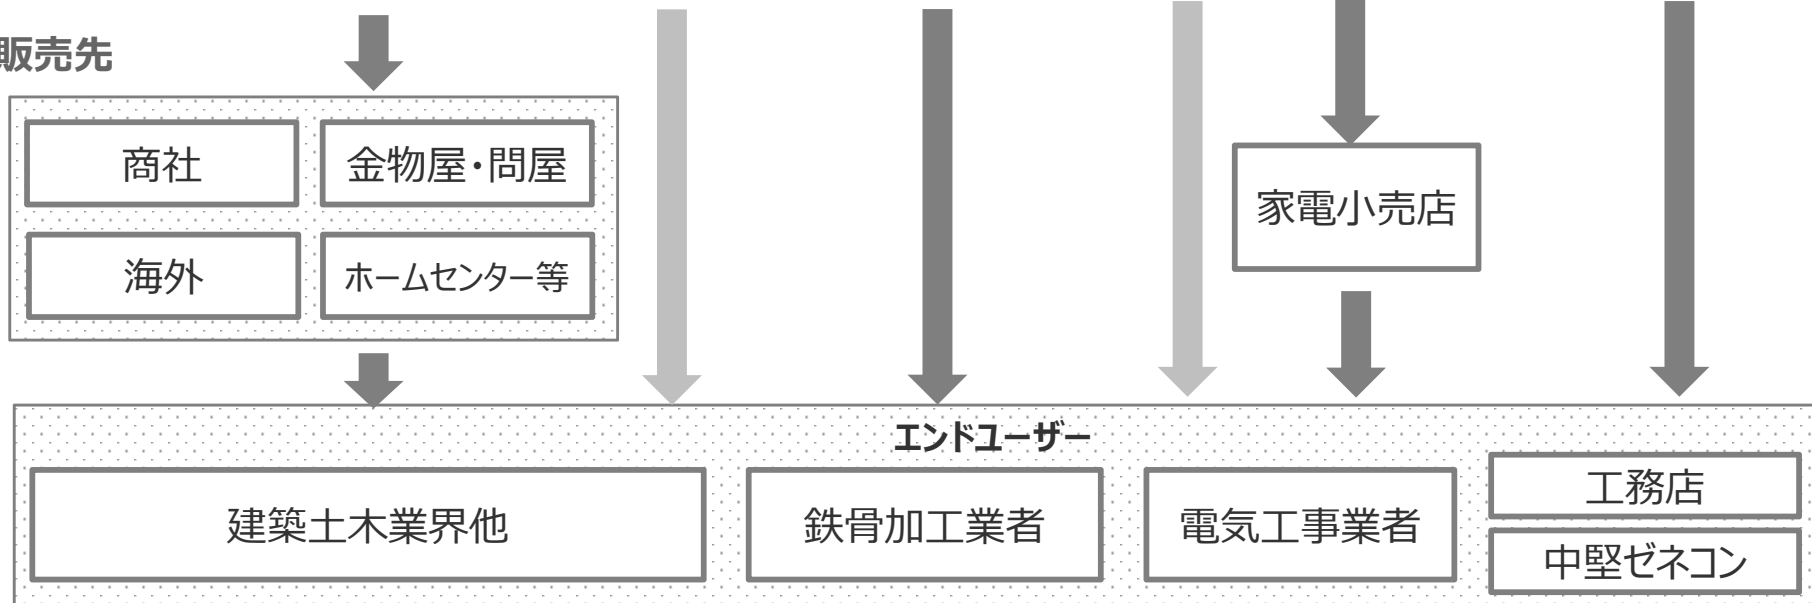 販売先
商社
金物屋・問屋
家電小売店
海外
ホームセンター等
エンドユーザー
建築土木業界他
鉄骨加工業者
電気工事業者
工務店
中堅ゼネコン